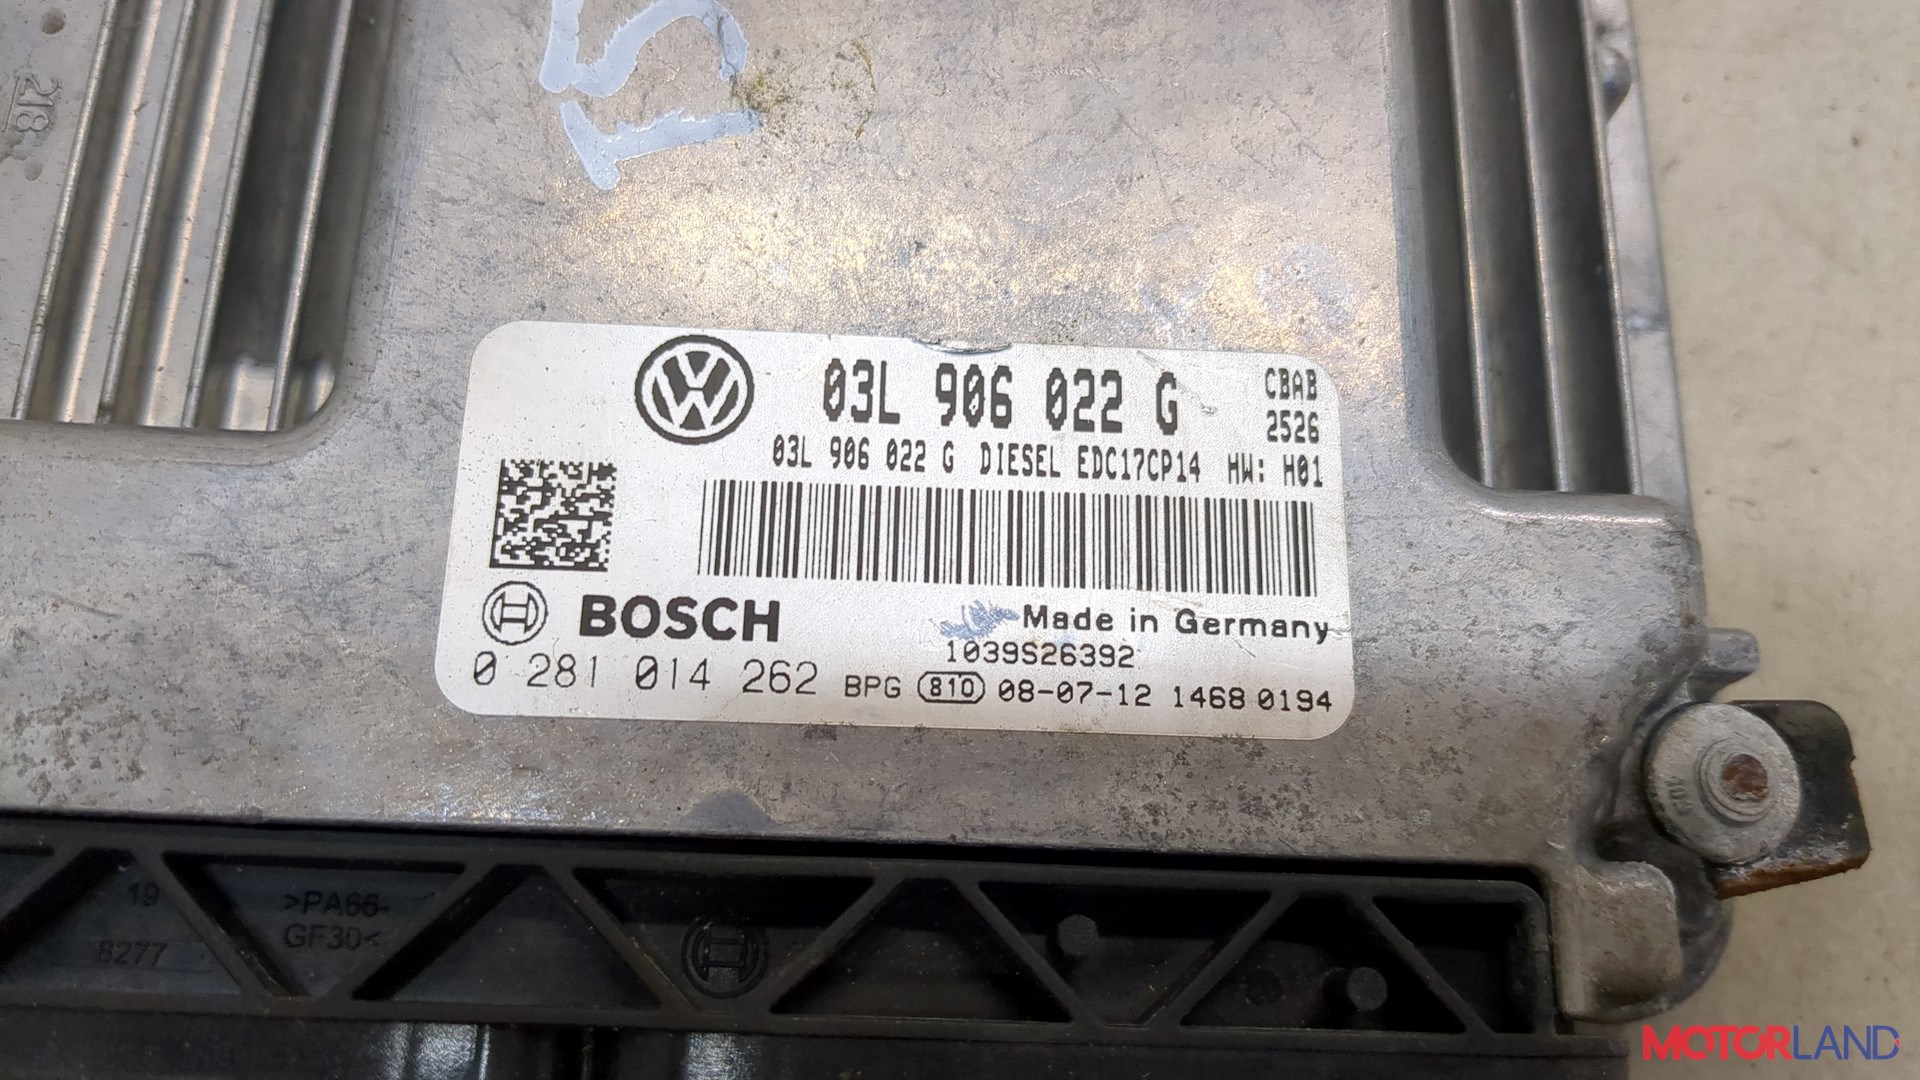 218
15
03L 906 022 G
CBAB
2526
03L 906 022 G DIESEL EDC17CP14 HW: H01
BOSCH
Made in Germany
1039S26392
0 281 014 262 BPG 810 08-07-12 1468 0194
19
8277
>PA66-
GF30<
MOTORLAND